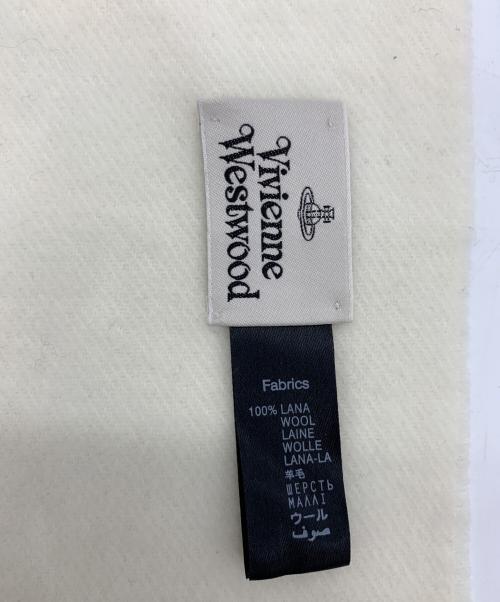 Vivienne
Westwood
Fabrics
100% LANA
WOOL
LAINE
WOLLE
LANA-LA
羊毛
ШЕРСТЬ
ΜΑΛΛΙ
ウール
صوف